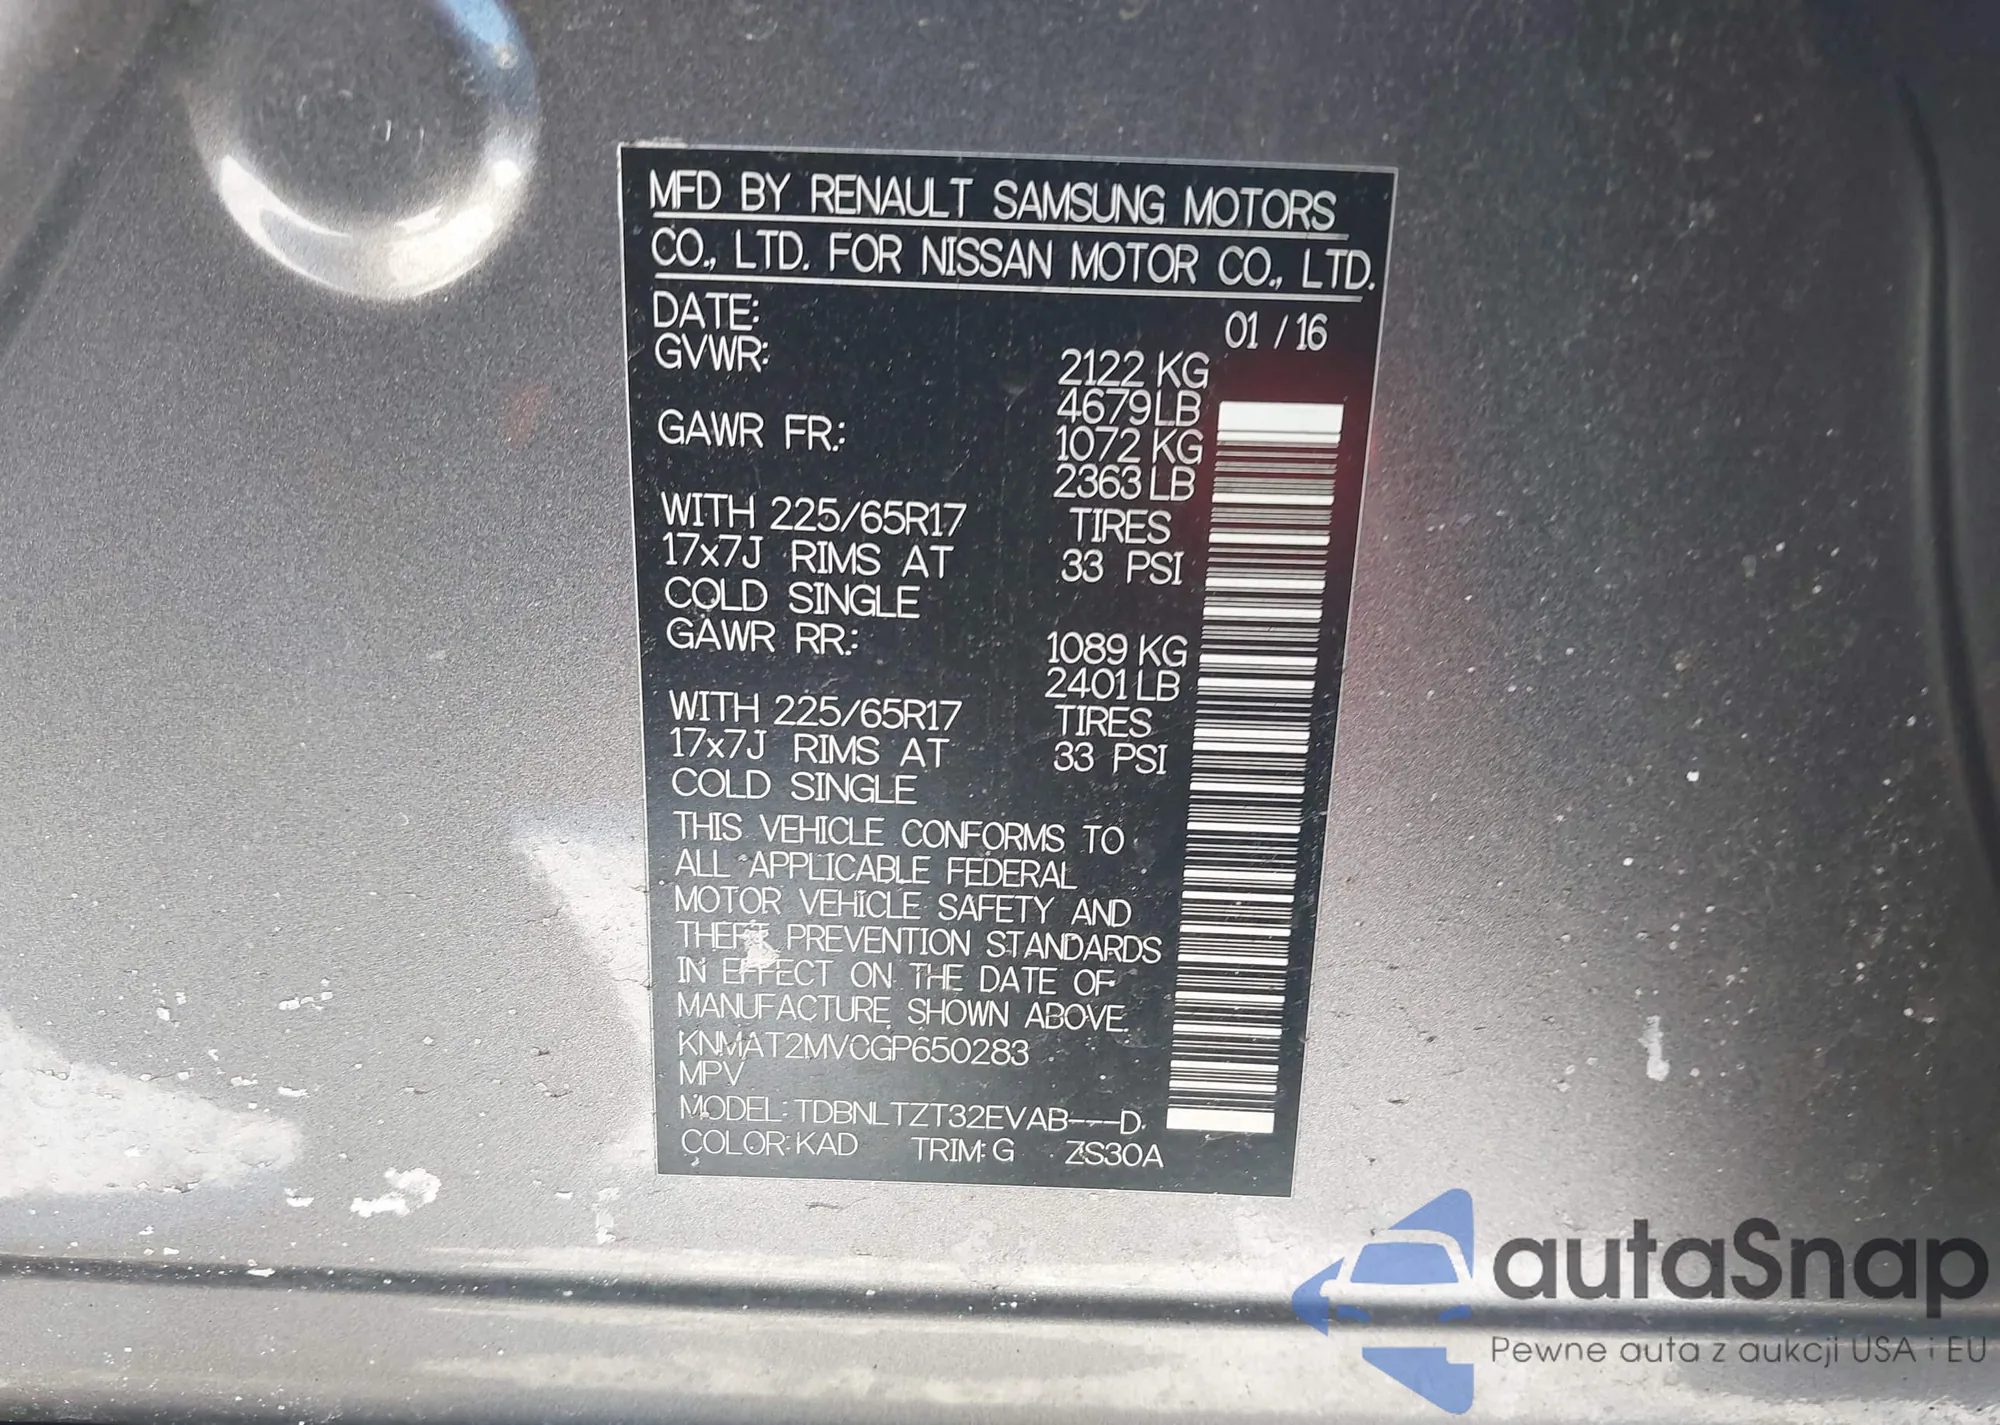 MFD BY RENAULT SAMSUNG MOTORS
CO., LTD. FOR NISSAN MOTOR CO., LTD.
DATE: 01 / 16
GVWR: 2122 KG
4679 LB
GAWR FR: 1072 KG
2363 LB
WITH 225/65R17 TIRES
17x7J RIMS AT 33 PSI
COLD SINGLE
GAWR RR: 1089 KG
2401 LB
WITH 225/65R17 TIRES
17x7J RIMS AT 33 PSI
COLD SINGLE
THIS VEHICLE CONFORMS TO
ALL APPLICABLE FEDERAL
MOTOR VEHICLE SAFETY AND
THEFT PREVENTION STANDARDS
IN EFFECT ON THE DATE OF
MANUFACTURE SHOWN ABOVE.
KNMAT2MVCGP650283
MPV
MODEL: TDBNLTZT32EVAB---D
COLOR: KAD TRIM: G ZS30A
autaSnap
Pewne auta z aukcji USA i EU